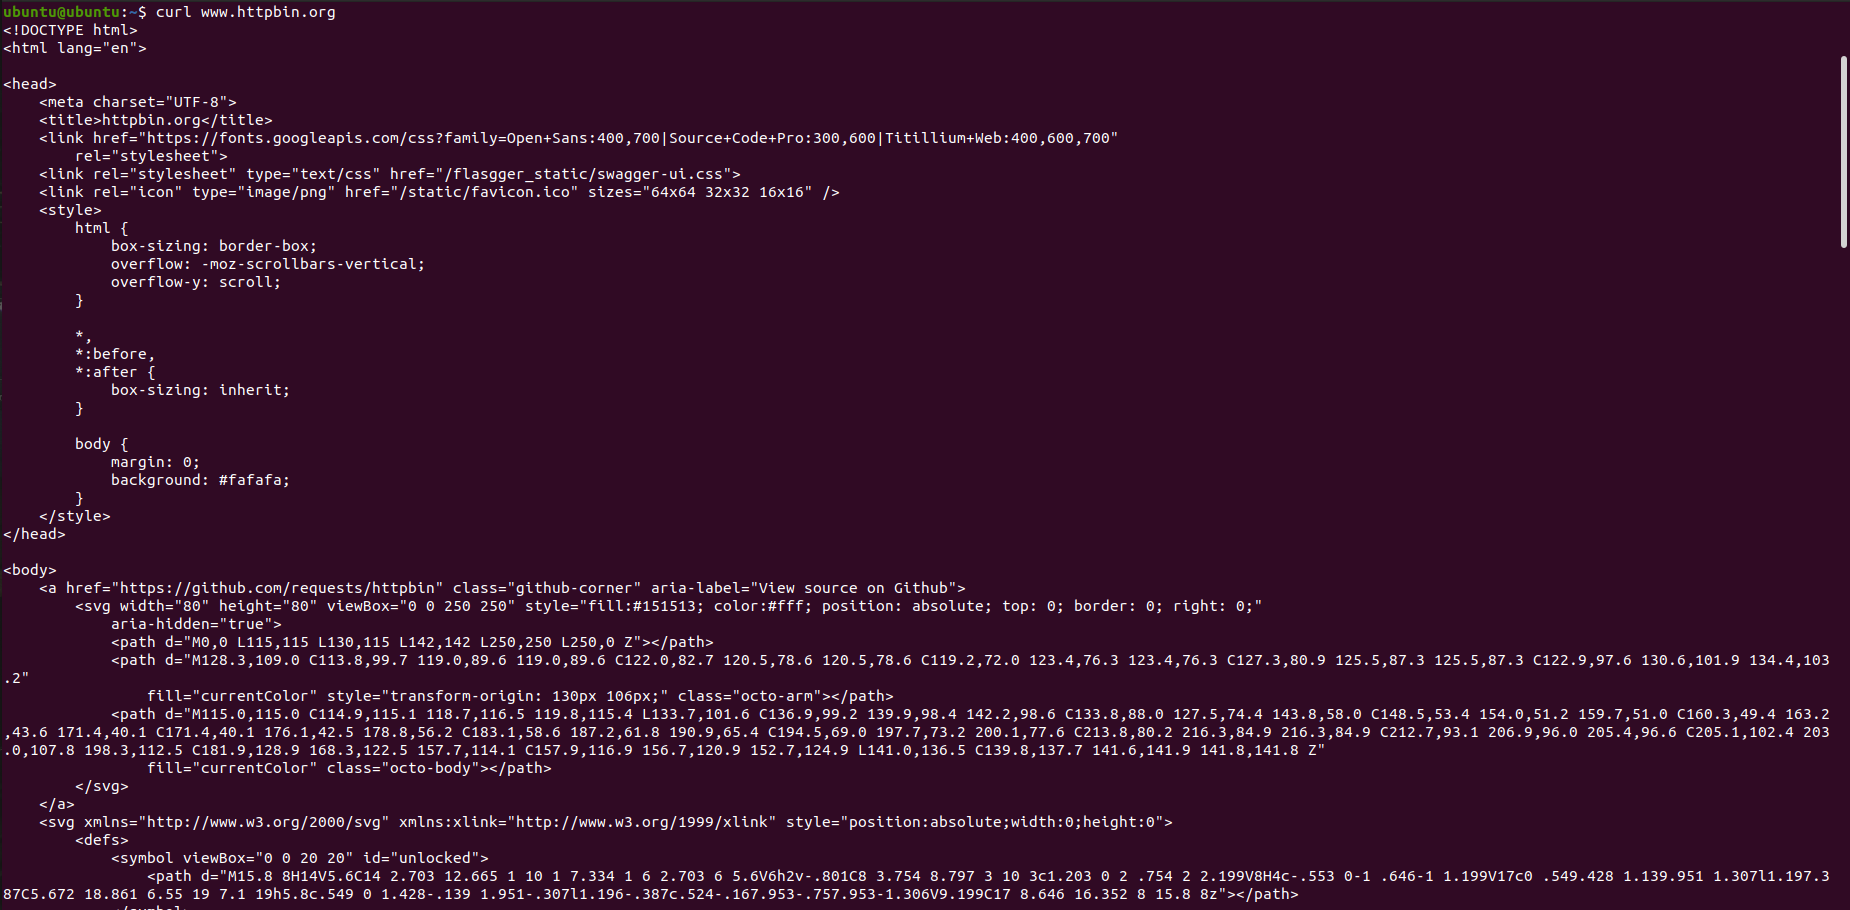 ubuntu@ubuntu:~$ curl www.httpbin.org
<!DOCTYPE html>
<html lang="en">

<head>
    <meta charset="UTF-8">
    <title>httpbin.org</title>
    <link href="https://fonts.googleapis.com/css?family=Open+Sans:400,700|Source+Code+Pro:300,600|Titillium+Web:400,600,700"
        rel="stylesheet">
    <link rel="stylesheet" type="text/css" href="/flasgger_static/swagger-ui.css">
    <link rel="icon" type="image/png" href="/static/favicon.ico" sizes="64x64 32x32 16x16" />
    <style>
        html {
            box-sizing: border-box;
            overflow: -moz-scrollbars-vertical;
            overflow-y: scroll;
        }

        *,
        *:before,
        *:after {
            box-sizing: inherit;
        }

        body {
            margin: 0;
            background: #fafafa;
        }
    </style>
</head>

<body>
    <a href="https://github.com/requests/httpbin" class="github-corner" aria-label="View source on Github">
        <svg width="80" height="80" viewBox="0 0 250 250" style="fill:#151513; color:#fff; position: absolute; top: 0; border: 0; right: 0;"
            aria-hidden="true">
            <path d="M0,0 L115,115 L130,115 L142,142 L250,250 L250,0 Z"></path>
            <path d="M128.3,109.0 C113.8,99.7 119.0,89.6 119.0,89.6 C122.0,82.7 120.5,78.6 120.5,78.6 C119.2,72.0 123.4,76.3 123.4,76.3 C127.3,80.9 125.5,87.3 125.5,87.3 C122.9,97.6 130.6,101.9 134.4,103
.2"
                fill="currentColor" style="transform-origin: 130px 106px;" class="octo-arm"></path>
            <path d="M115.0,115.0 C114.9,115.1 118.7,116.5 119.8,115.4 L133.7,101.6 C136.9,99.2 139.9,98.4 142.2,98.6 C133.8,88.0 127.5,74.4 143.8,58.0 C148.5,53.4 154.0,51.2 159.7,51.0 C160.3,49.4 163.2
,43.6 171.4,40.1 C171.4,40.1 176.1,42.5 178.8,56.2 C183.1,58.6 187.2,61.8 190.9,65.4 C194.5,69.0 197.7,73.2 200.1,77.6 C213.8,80.2 216.3,84.9 216.3,84.9 C212.7,93.1 206.9,96.0 205.4,96.6 C205.1,102.4 203
.0,107.8 198.3,112.5 C181.9,128.9 168.3,122.5 157.7,114.1 C157.9,116.9 156.7,120.9 152.7,124.9 L141.0,136.5 C139.8,137.7 141.6,141.9 141.8,141.8 Z"
                fill="currentColor" class="octo-body"></path>
        </svg>
    </a>
    <svg xmlns="http://www.w3.org/2000/svg" xmlns:xlink="http://www.w3.org/1999/xlink" style="position:absolute;width:0;height:0">
        <defs>
            <symbol viewBox="0 0 20 20" id="unlocked">
                <path d="M15.8 8H14V5.6C14 2.703 12.665 1 10 1 7.334 1 6 2.703 6 5.6V6h2v-.801C8 3.754 8.797 3 10 3c1.203 0 2 .754 2 2.199V8H4c-.553 0-1 .646-1 1.199V17c0 .549.428 1.139.951 1.307l1.197.3
87C5.672 18.861 6.55 19 7.1 19h5.8c.549 0 1.428-.139 1.951-.307l1.196-.387c.524-.167.953-.757.953-1.306V9.199C17 8.646 16.352 8 15.8 8z"></path>
            </symbol>